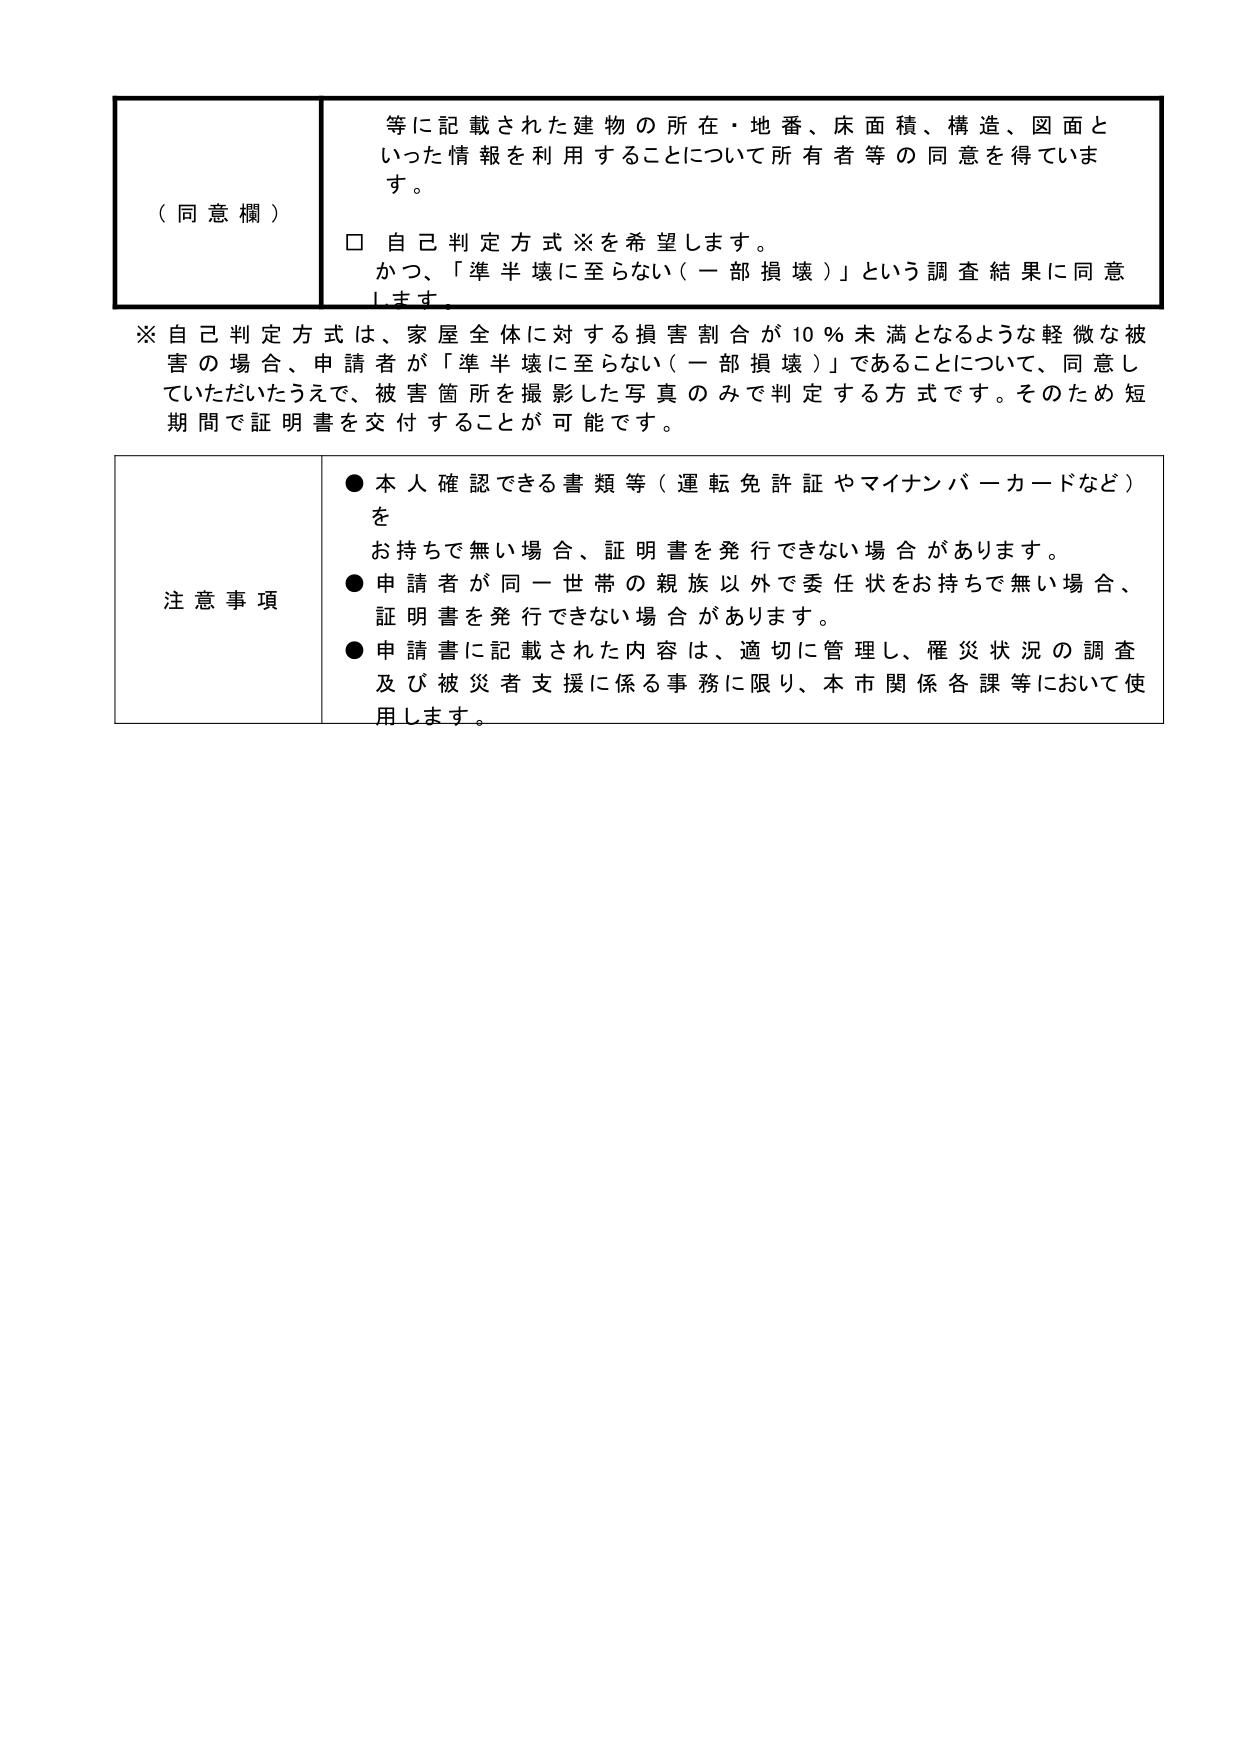 等に記載された建物の所在・地番、床面積、構造、図面と
いった情報を利用することについて所有者等の同意を得ていま
す。
（同意欄）
□ 自己判定方式※を希望します。
かつ、「準半壊に至らない（一部損壊）」という調査結果に同意
します。
※自己判定方式は、家屋全体に対する損害割合が10％未満となるような軽微な被
害の場合、申請者が「準半壊に至らない（一部損壊）」であることについて、同意し
ていただいたうえで、被害箇所を撮影した写真のみで判定する方式です。そのため短
期間で証明書を交付することが可能です。
注意事項
●本人確認できる書類等（運転免許証やマイナンバーカードなど）
を
お持ちで無い場合、証明書を発行できない場合があります。
●申請者が同一世帯の親族以外で委任状をお持ちで無い場合、
証明書を発行できない場合があります。
●申請書に記載された内容は、適切に管理し、罹災状況の調査
及び被災者支援に係る事務に限り、本市関係各課等において使
用します。